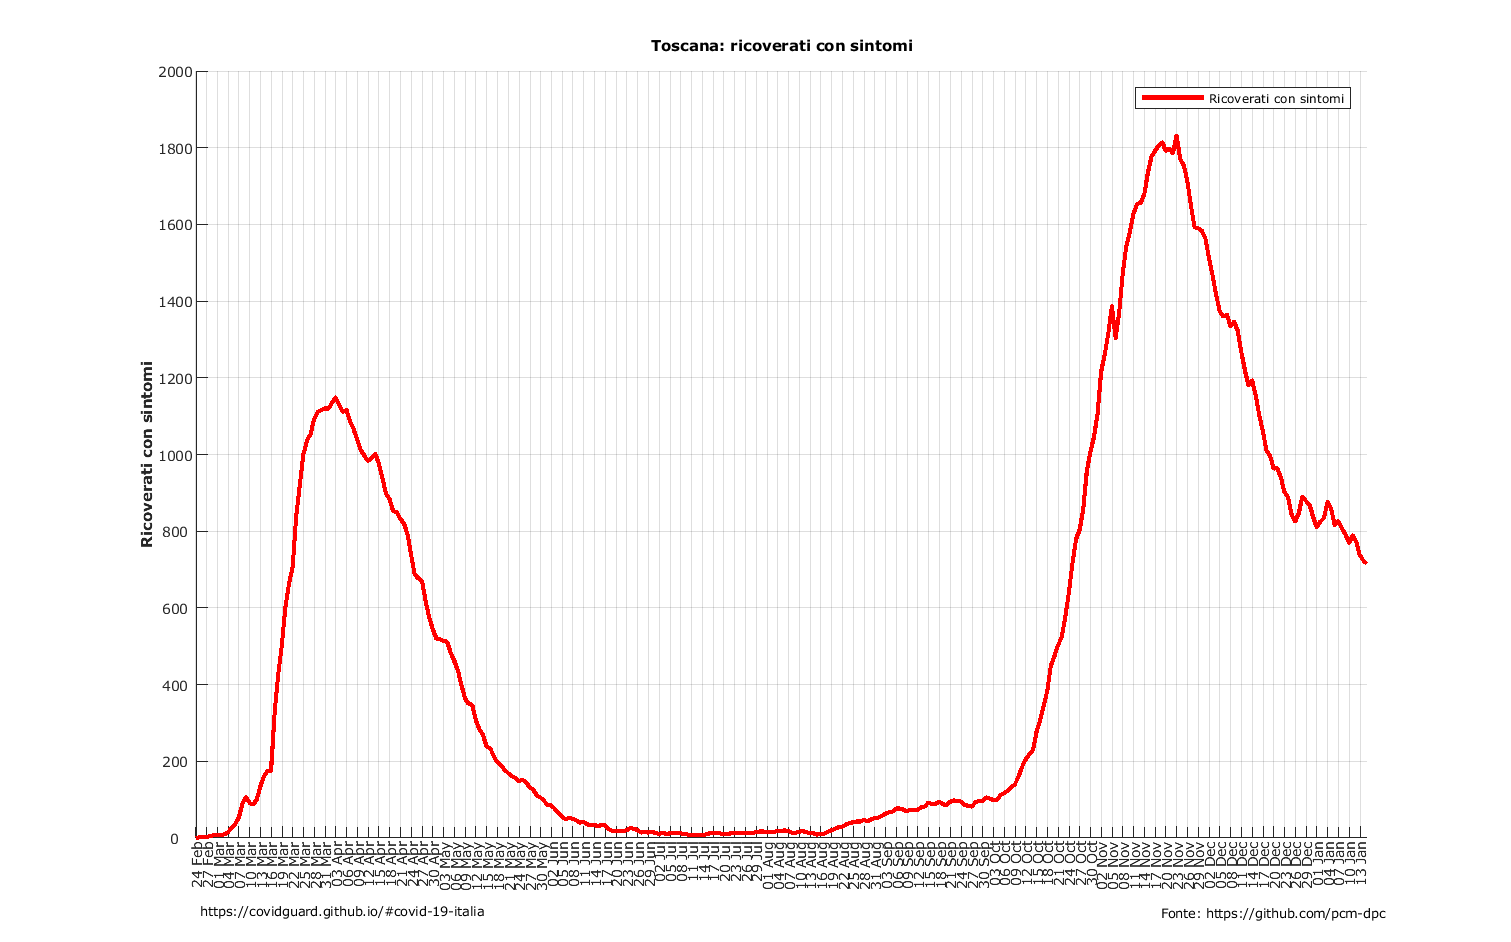 Toscana: ricoverati con sintomi
Ricoverati con sintomi
Ricoverati con sintomi
2000
1800
1600
1400
1200
1000
800
600
400
200
0
24 Feb
27 Feb
01 Mar
04 Mar
07 Mar
10 Mar
13 Mar
16 Mar
19 Mar
22 Mar
25 Mar
28 Mar
31 Mar
03 Apr
06 Apr
09 Apr
12 Apr
15 Apr
18 Apr
21 Apr
24 Apr
27 Apr
30 Apr
03 May
06 May
09 May
12 May
15 May
18 May
21 May
24 May
27 May
30 May
02 Jun
05 Jun
08 Jun
11 Jun
14 Jun
17 Jun
20 Jun
23 Jun
26 Jun
29 Jun
02 Jul
05 Jul
08 Jul
11 Jul
14 Jul
17 Jul
20 Jul
23 Jul
26 Jul
29 Jul
01 Aug
04 Aug
07 Aug
10 Aug
13 Aug
16 Aug
19 Aug
22 Aug
25 Aug
28 Aug
31 Aug
03 Sep
06 Sep
09 Sep
12 Sep
15 Sep
18 Sep
21 Sep
24 Sep
27 Sep
30 Sep
03 Oct
06 Oct
09 Oct
12 Oct
15 Oct
18 Oct
21 Oct
24 Oct
27 Oct
30 Oct
02 Nov
05 Nov
08 Nov
11 Nov
14 Nov
17 Nov
20 Nov
23 Nov
26 Nov
29 Nov
02 Dec
05 Dec
08 Dec
11 Dec
14 Dec
17 Dec
20 Dec
23 Dec
26 Dec
29 Dec
01 Jan
04 Jan
07 Jan
10 Jan
13 Jan
https://covidguard.github.io/#covid-19-italia
Fonte: https://github.com/pcm-dpc